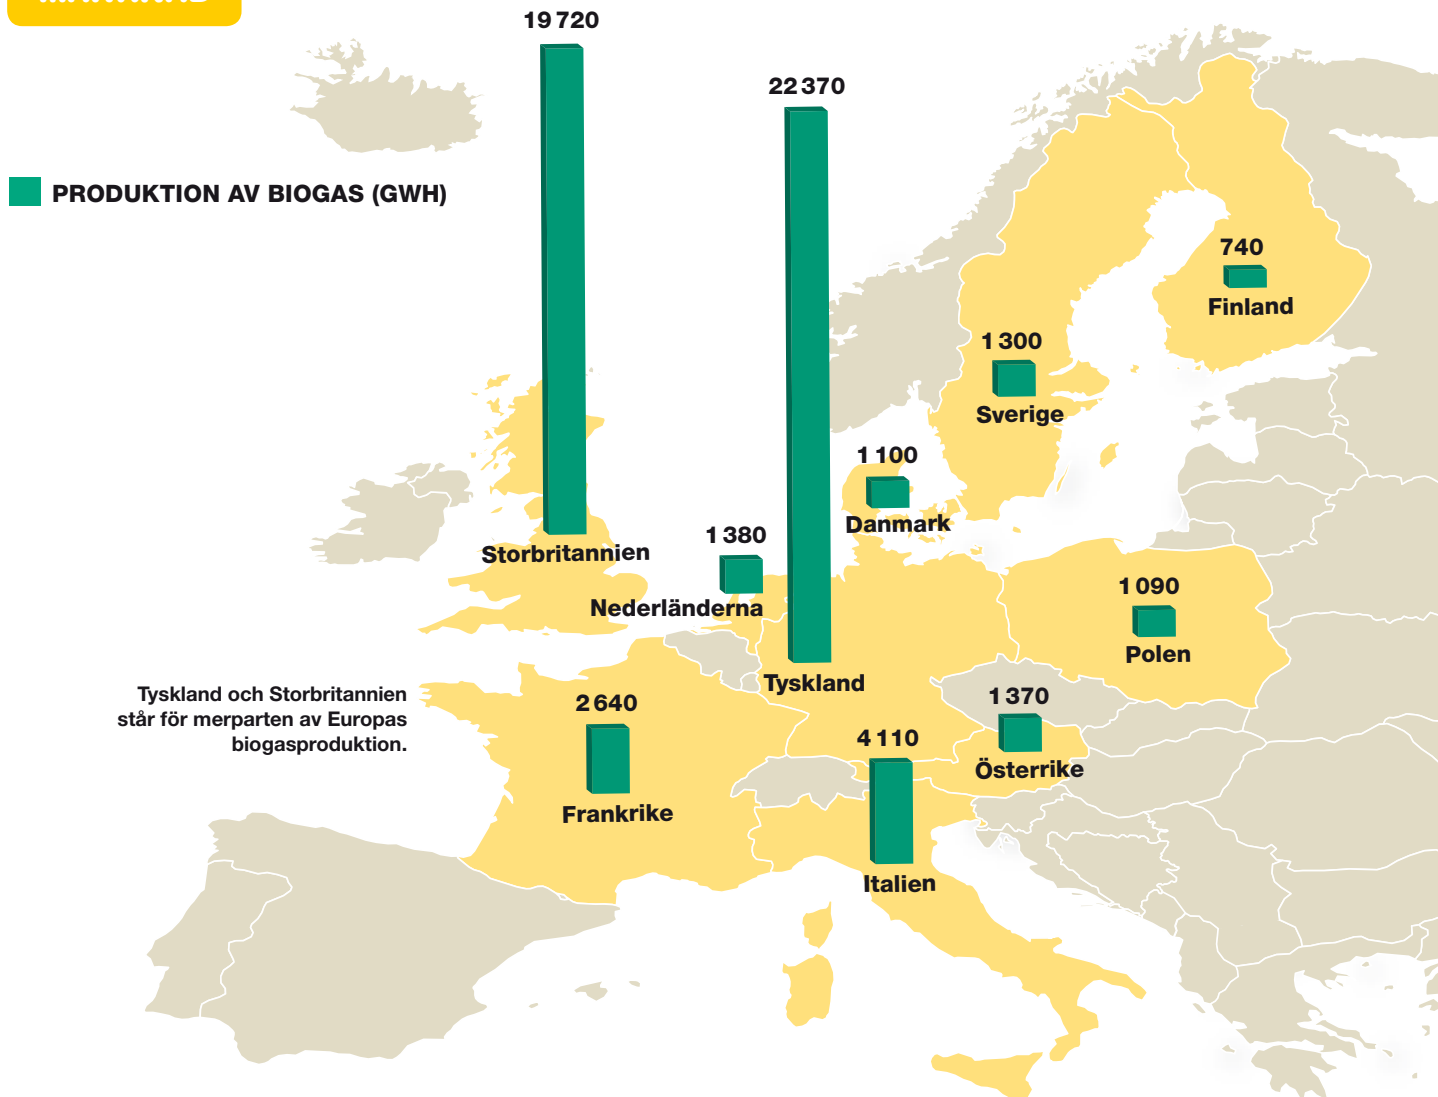 19 720
22 370
PRODUKTION AV BIOGAS (GWH)
740
Finland
1 300
Sverige
1 100
Danmark
1 380
Storbritannien
Nederländerna
1 090
Polen
Tyskland
Tyskland och Storbritannien
står för merparten av Europas
biogasproduktion.
2 640
Frankrike
1 370
Österrike
4 110
Italien